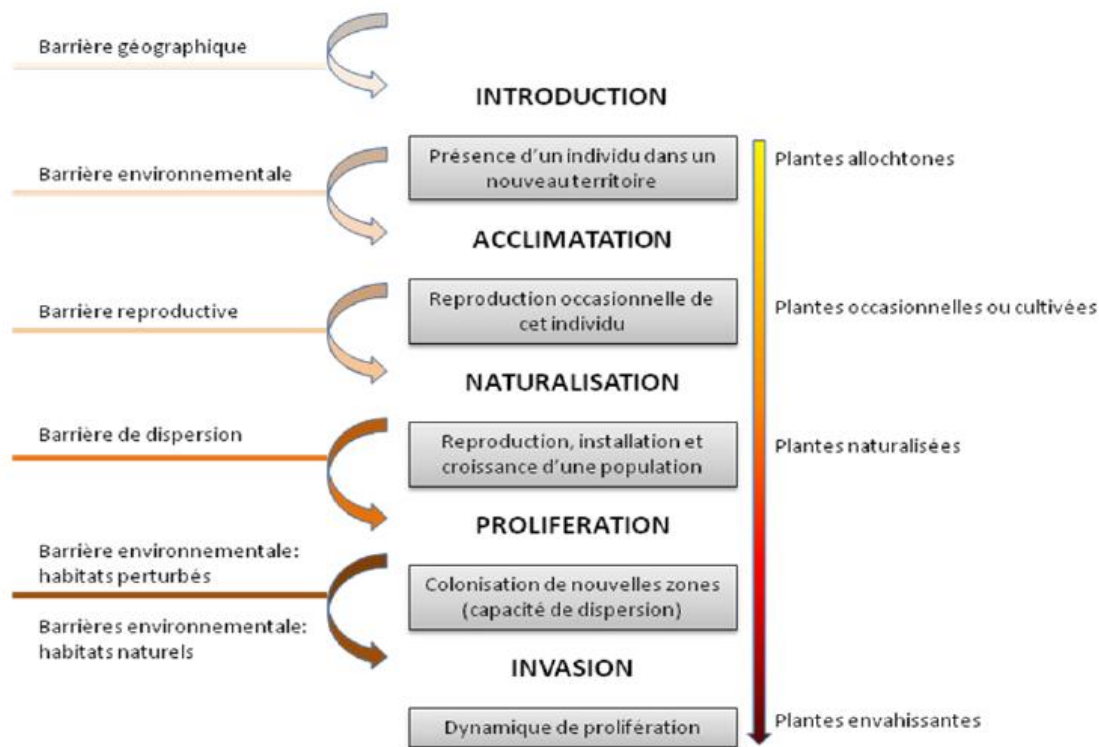 Barrière géographique
INTRODUCTION
Présence d'un individu dans un
nouveau territoire
Plantes allochtones
Barrière environnementale
ACCLIMATATION
Reproduction occasionnelle de
cet individu
Plantes occasionnelles ou cultivées
Barrière reproductive
NATURALISATION
Reproduction, installation et
croissance d'une population
Plantes naturalisées
Barrière de dispersion
PROLIFERATION
Barrière environnementale:
habitats perturbés
Colonisation de nouvelles zones
(capacité de dispersion)
Barrières environnementale:
habitats naturels
INVASION
Dynamique de prolifération
Plantes envahissantes